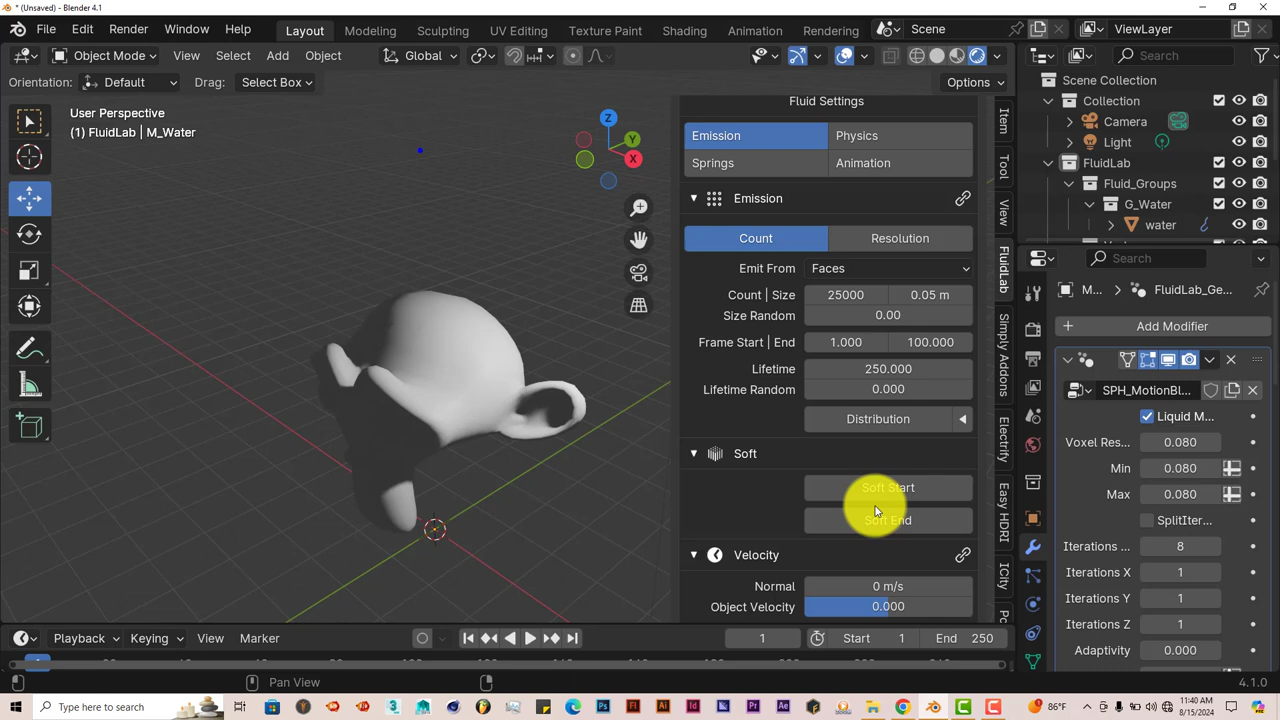 * (Unsaved) - Blender 4.1
File Edit Render Window Help Layout Modeling Sculpting UV Editing Texture Paint Shading Animation Rendering Scene ViewLayer
Object Mode View Select Add Object Global Search
Orientation: Default Drag: Select Box Options
User Perspective
(1) FluidLab | M_Water
Z
Y
X
Fluid Settings
Emission Physics
Springs Animation
Emission
Count Resolution
Emit From Faces
Count | Size 25000 0.05 m
Size Random 0.00
Frame Start | End 1.000 100.000
Lifetime 250.000
Lifetime Random 0.000
Distribution
Soft
Soft Start
Soft End
Velocity
Normal 0 m/s
Object Velocity 0.000
Item
Tool
View
FluidLab
Simply Addons
Electrify
Easy HDRI
ICity
Scene Collection
Collection
Camera
Light
FluidLab
Fluid_Groups
G_Water
water
Search
M... FluidLab_Ge...
Add Modifier
SPH_MotionBl...
Liquid M...
Voxel Res... 0.080
Min 0.080
Max 0.080
SplitIter...
Iterations ... 8
Iterations X 1
Iterations Y 1
Iterations Z 1
Adaptivity 0.000
Playback Keying View Marker 1 Start 1 End 250
1
Pan View 4.1.0
Type here to search 86°F 11:40 AM
8/15/2024